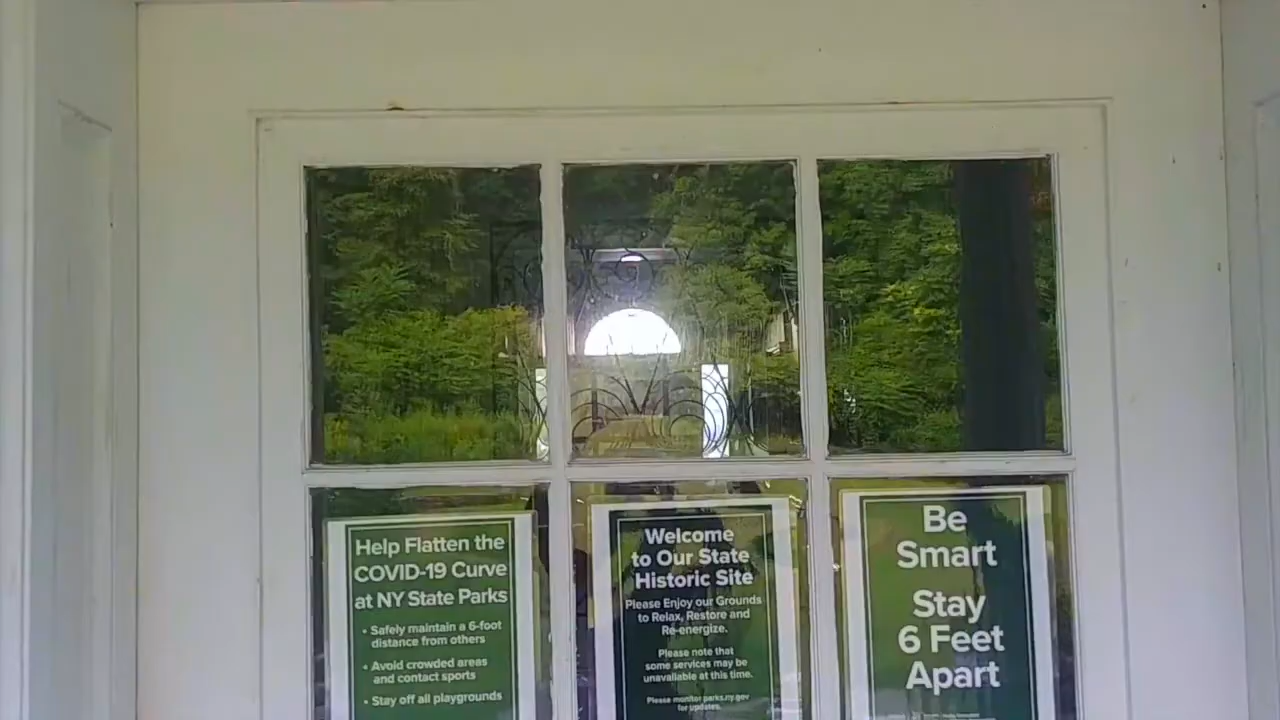 Help Flatten the
COVID-19 Curve
at NY State Parks
• Safely maintain a 6-foot
distance from others
• Avoid crowded areas
and contact sports
• Stay off all playgrounds
Welcome
to Our State
Historic Site
Please Enjoy our Grounds
to Relax, Restore and
Re-energize.
Please note that
some services may be
unavailable at this time.
Please monitor parks.ny.gov
for updates.
Be
Smart
Stay
6 Feet
Apart